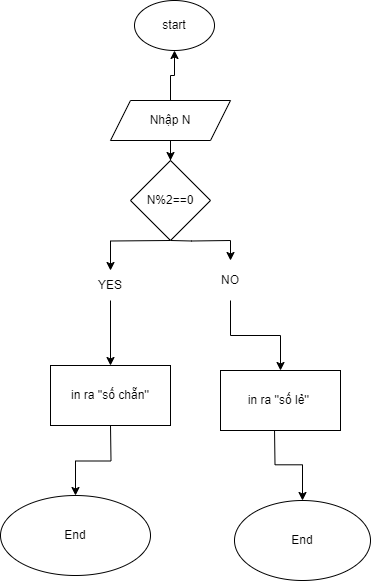 start
Nhập N
N%2==0
YES
NO
in ra "số chẵn"
in ra "số lẻ"
End
End